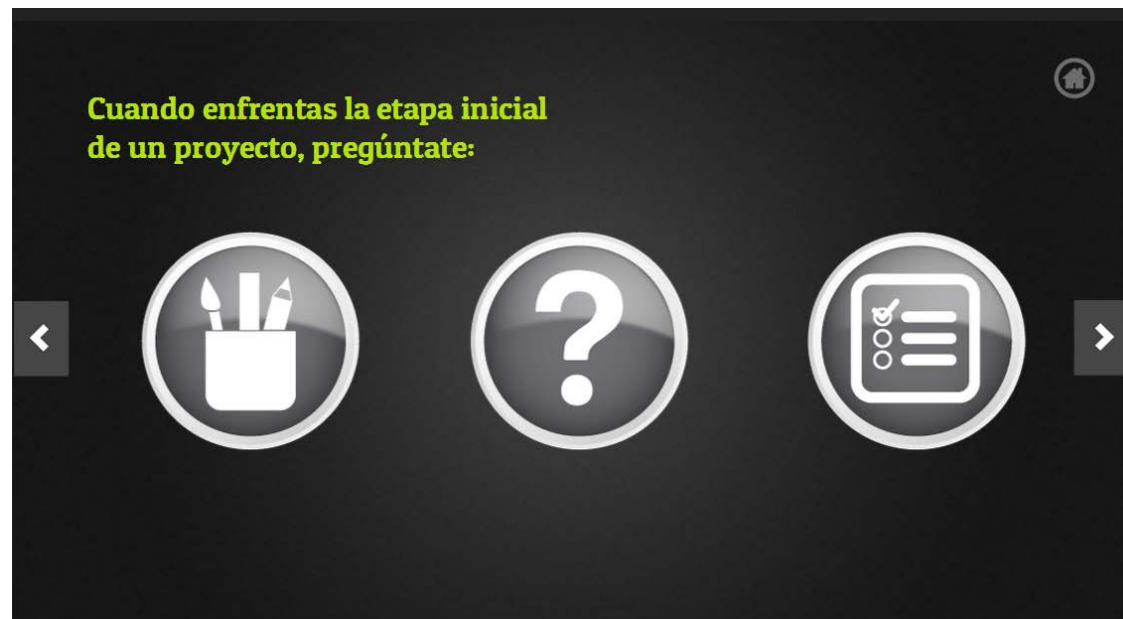 Cuando enfrentas la etapa inicial
de un proyecto, pregúntate:
?